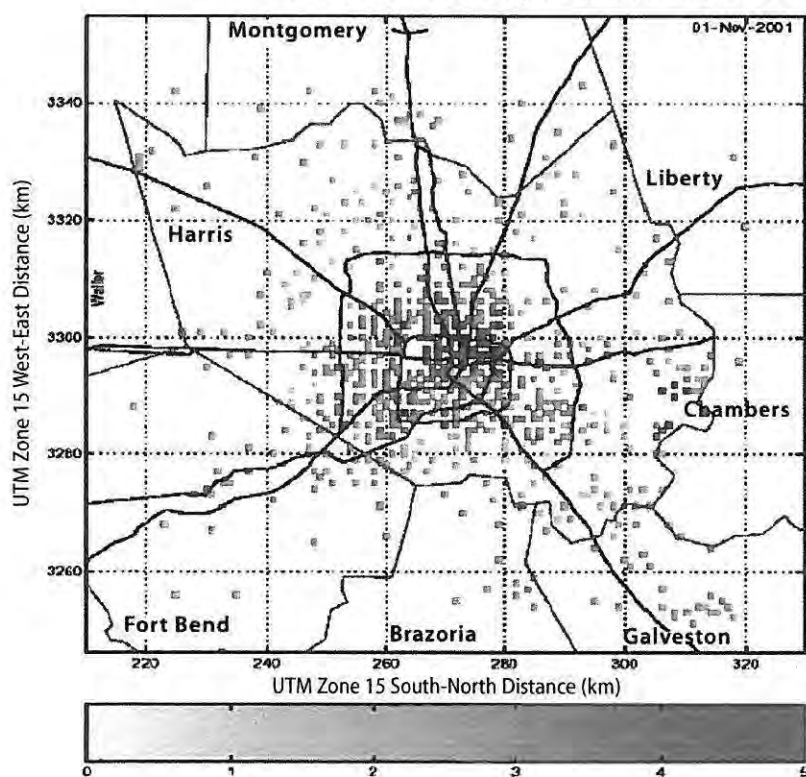 Montgomery
01-Nov-2001
3340
Liberty
3320
Harris
Waller
3300
Chambers
3280
3260
Fort Bend
Brazoria
Galveston
220
240
260
280
300
320
UTM Zone 15 West-East Distance (km)
UTM Zone 15 South-North Distance (km)
0
1
2
3
4
5